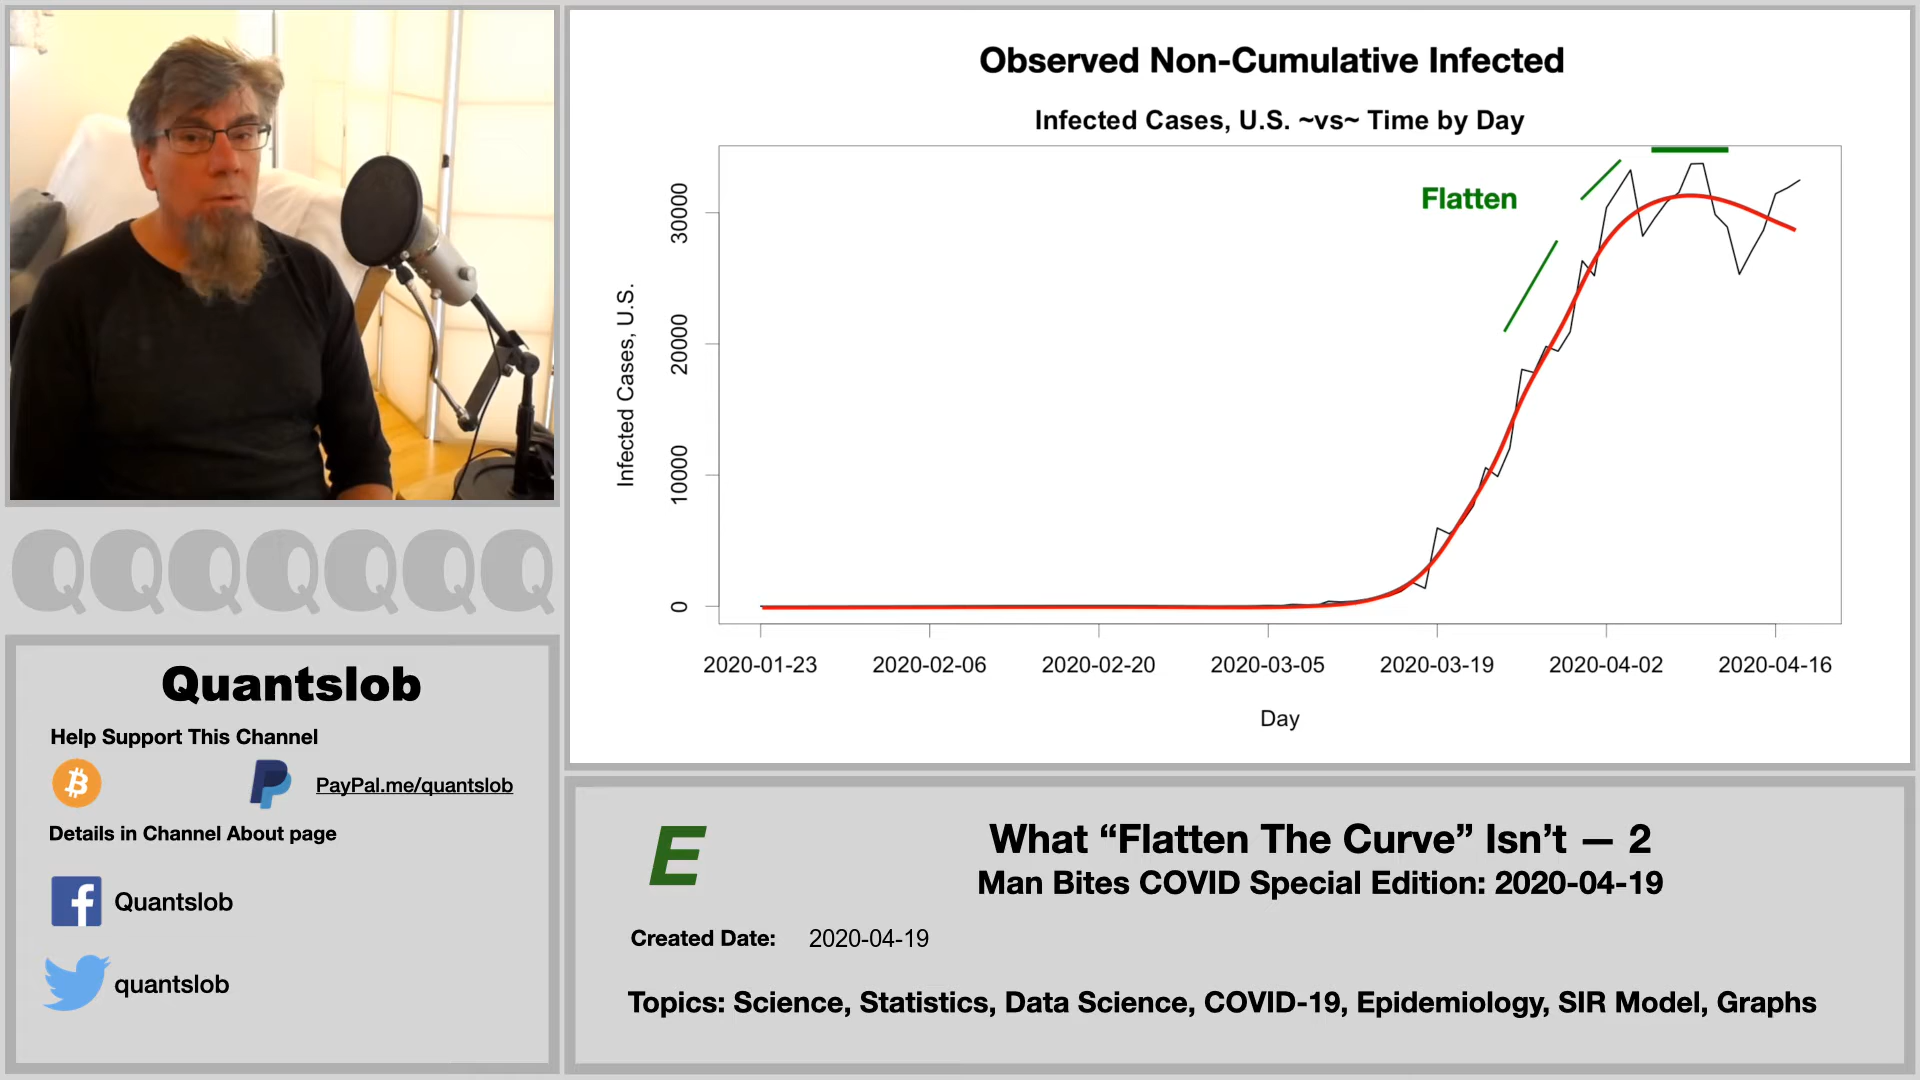 Observed Non-Cumulative Infected
Infected Cases, U.S. ~vs~ Time by Day
Flatten
Infected Cases, U.S.
30000
20000
10000
0
2020-01-23 2020-02-06 2020-02-20 2020-03-05 2020-03-19 2020-04-02 2020-04-16
Day
QQQQQQQ
Quantslob
Help Support This Channel
PayPal.me/quantslob
Details in Channel About page
Quantslob
quantslob
E
What “Flatten The Curve” Isn’t — 2
Man Bites COVID Special Edition: 2020-04-19
Created Date: 2020-04-19
Topics: Science, Statistics, Data Science, COVID-19, Epidemiology, SIR Model, Graphs